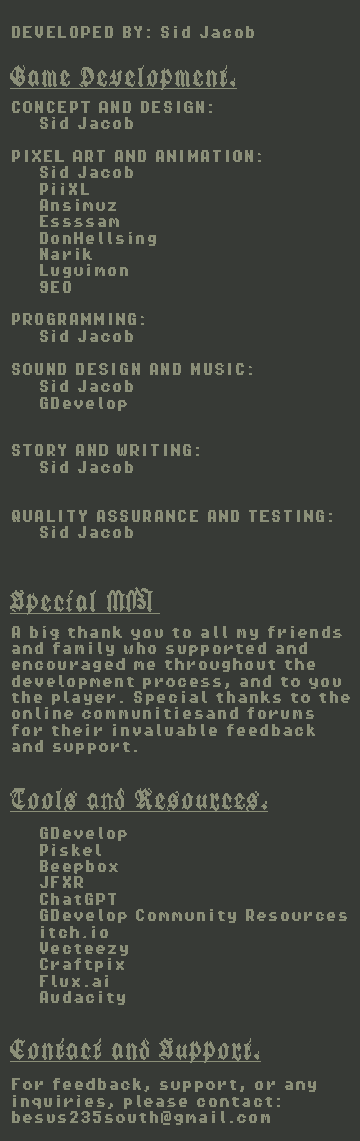 DEVELOPED BY: Sid Jacob
Game Development.
CONCEPT AND DESIGN:
Sid Jacob
PIXEL ART AND ANIMATION:
Sid Jacob
PiiXL
Ansimuz
Essssam
DonHellsing
Narik
Luguimon
9E0
PROGRAMMING:
Sid Jacob
SOUND DESIGN AND MUSIC:
Sid Jacob
GDevelop
STORY AND WRITING:
Sid Jacob
QUALITY ASSURANCE AND TESTING:
Sid Jacob
Special
A big thank you to all my friends
and family who supported and
encouraged me throughout the
development process, and to you
the player. Special thanks to the
online communitiesand forums
for their invaluable feedback
and support.
Tools and Resources.
GDevelop
Piskel
Beepbox
JFXR
ChatGPT
GDevelop Community Resources
itch.io
Vecteezy
Craftpix
Flux.ai
Audacity
Contact and Support.
For feedback, support, or any
inquiries, please contact:
besus235south@gmail.com